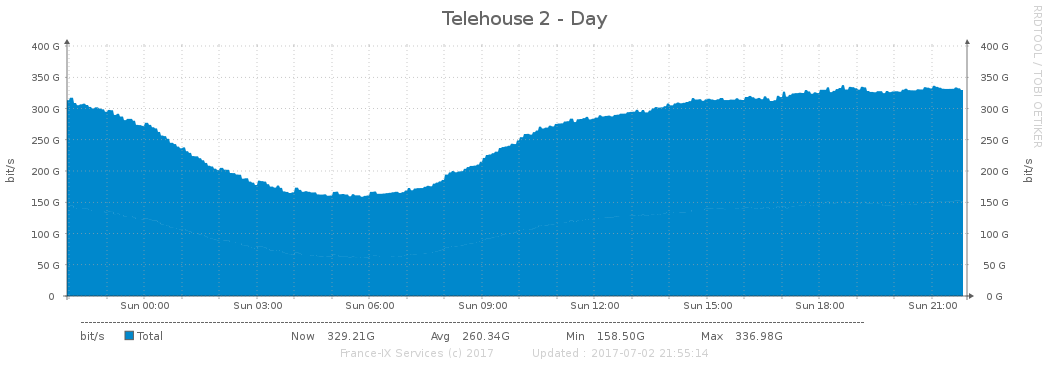 Telehouse 2 - Day
RRDTOOL / TOBI OETIKER
400 G 400 G
350 G 350 G
300 G 300 G
250 G 250 G
200 G 200 G
150 G 150 G
100 G 100 G
50 G 50 G
0 0 G
bit/s bit/s
Sun 00:00 Sun 03:00 Sun 06:00 Sun 09:00 Sun 12:00 Sun 15:00 Sun 18:00 Sun 21:00
bit/s Total Now 329.21G Avg 260.34G Min 158.50G Max 336.98G
France-IX Services (c) 2017 Updated : 2017-07-02 21:55:14